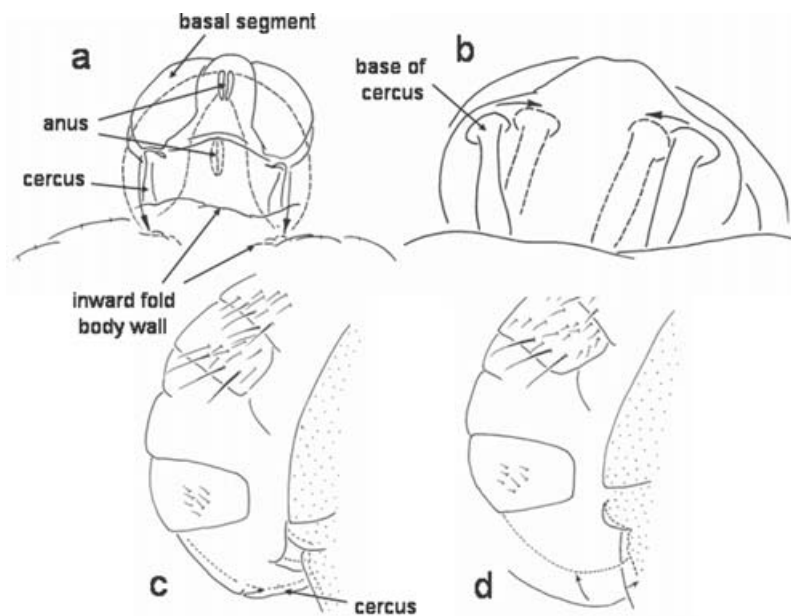 basal segment
a
b
base of
cercus
anus
cercus
inward fold
body wall
c
d
cercus